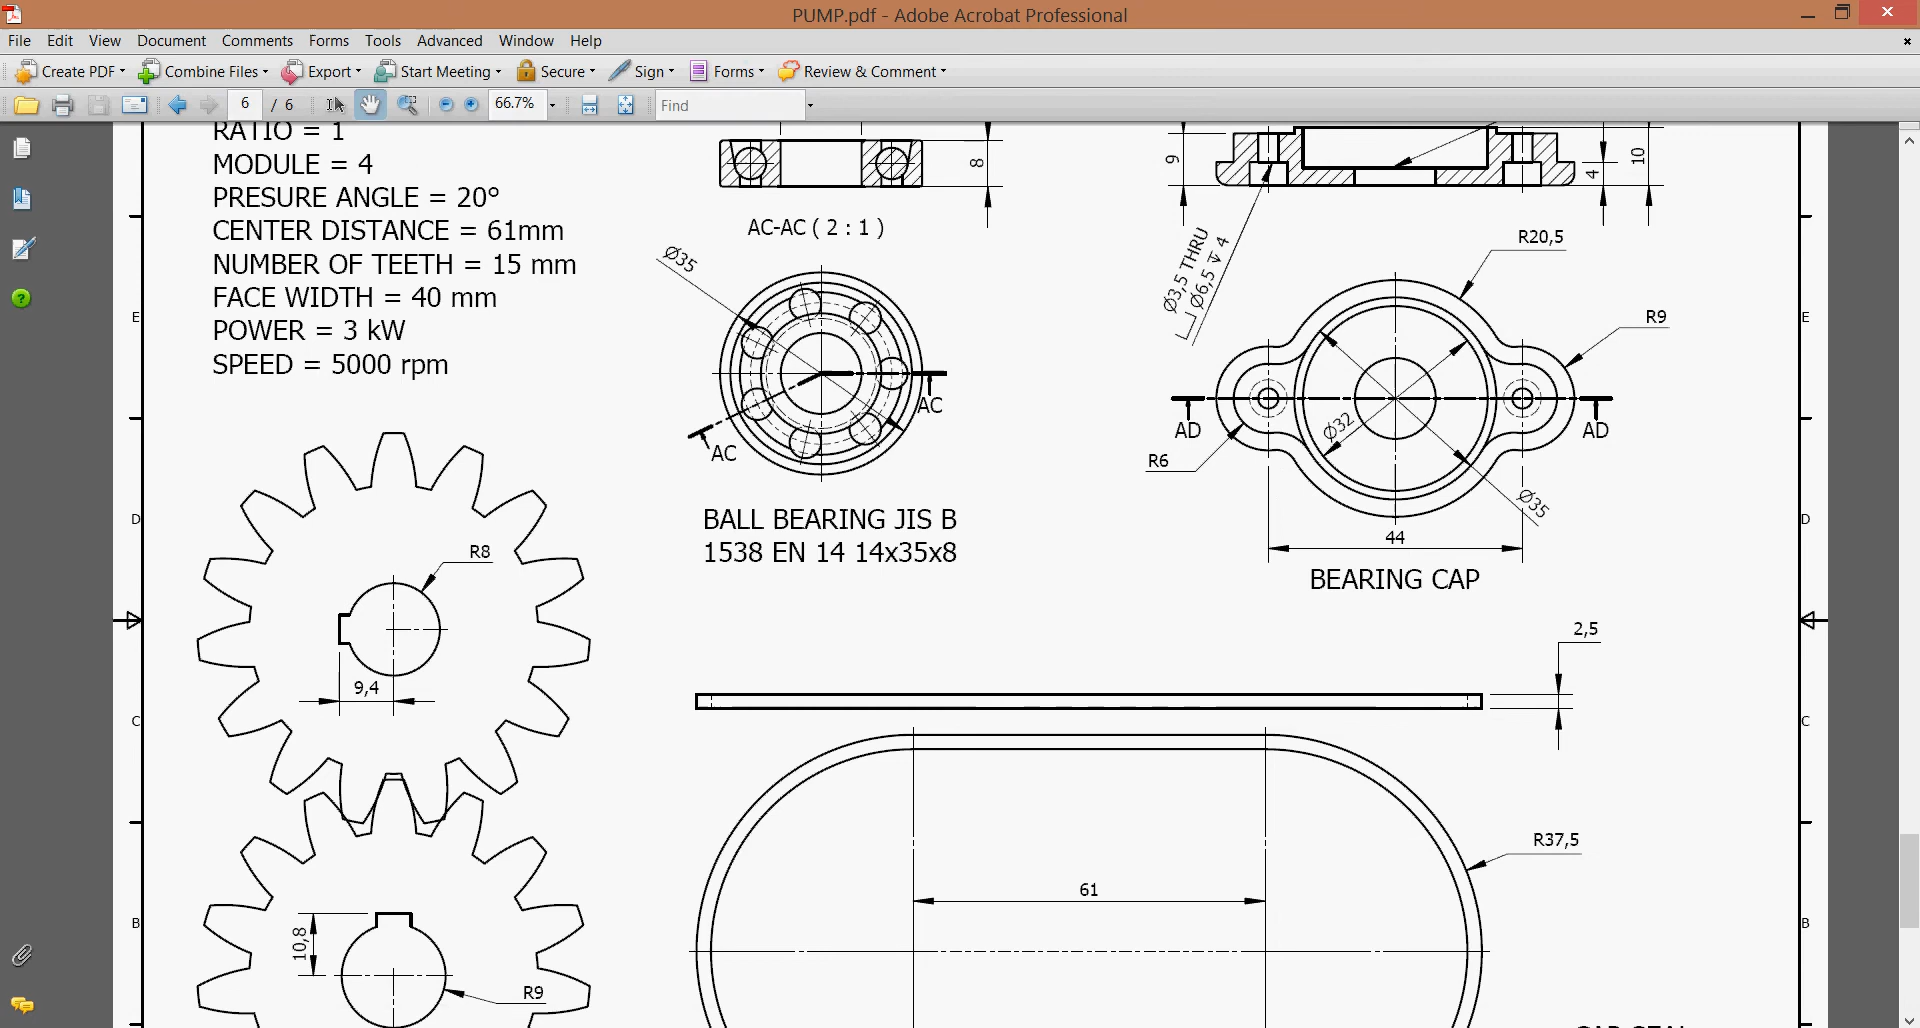 PUMP.pdf - Adobe Acrobat Professional
File Edit View Document Comments Forms Tools Advanced Window Help
Create PDF Combine Files Export Start Meeting Secure Sign Forms Review & Comment
6 / 6 66.7% Find
RATIO = 1
MODULE = 4
PRESURE ANGLE = 20°
CENTER DISTANCE = 61mm
NUMBER OF TEETH = 15 mm
FACE WIDTH = 40 mm
POWER = 3 kW
SPEED = 5000 rpm
8
AC-AC ( 2 : 1 )
Ø35
AC
AC
BALL BEARING JIS B
1538 EN 14 14x35x8
9
4
10
Ø3,5 THRU
⌴ Ø6,5 ↧ 4
R20,5
R9
AD
AD
Ø32
R6
Ø35
44
BEARING CAP
R8
9,4
10,8
R9
2,5
R37,5
61
E
D
C
B
E
D
C
B